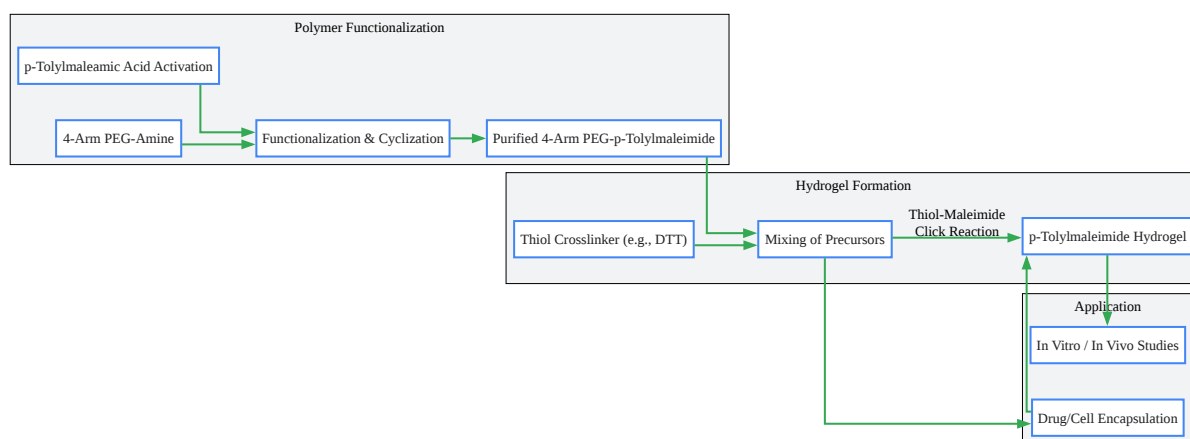 Polymer Functionalization
p-Tolylmaleamic Acid Activation
4-Arm PEG-Amine
Functionalization & Cyclization
Purified 4-Arm PEG-p-Tolylmaleimide
Hydrogel Formation
Thiol Crosslinker (e.g., DTT)
Mixing of Precursors
Thiol-Maleimide
Click Reaction
p-Tolylmaleimide Hydrogel
Application
In Vitro / In Vivo Studies
Drug/Cell Encapsulation